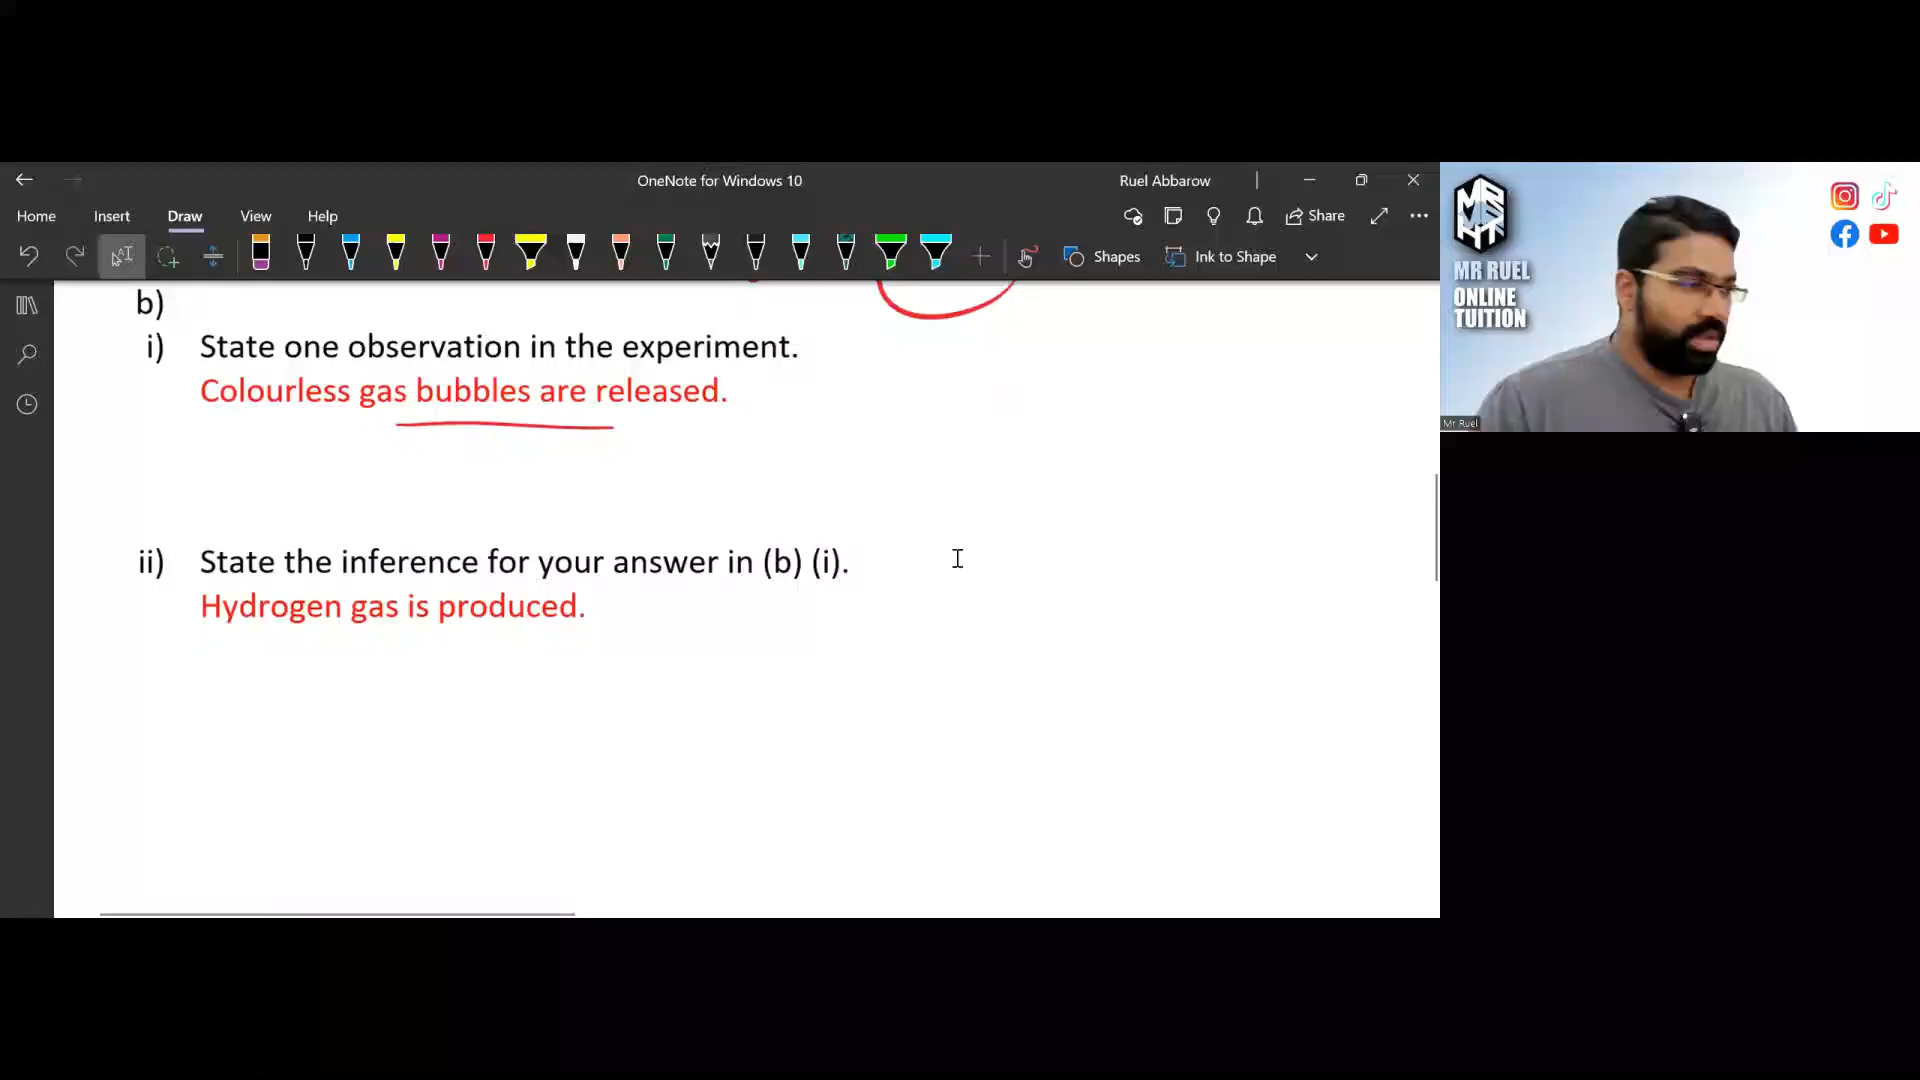 OneNote for Windows 10
Ruel Abbarow
Home Insert Draw View Help
Share
Shapes
Ink to Shape
b)
i) State one observation in the experiment.
Colourless gas bubbles are released.
ii) State the inference for your answer in (b) (i).
Hydrogen gas is produced.
MR RUEL
ONLINE
TUITION
Mr Ruel